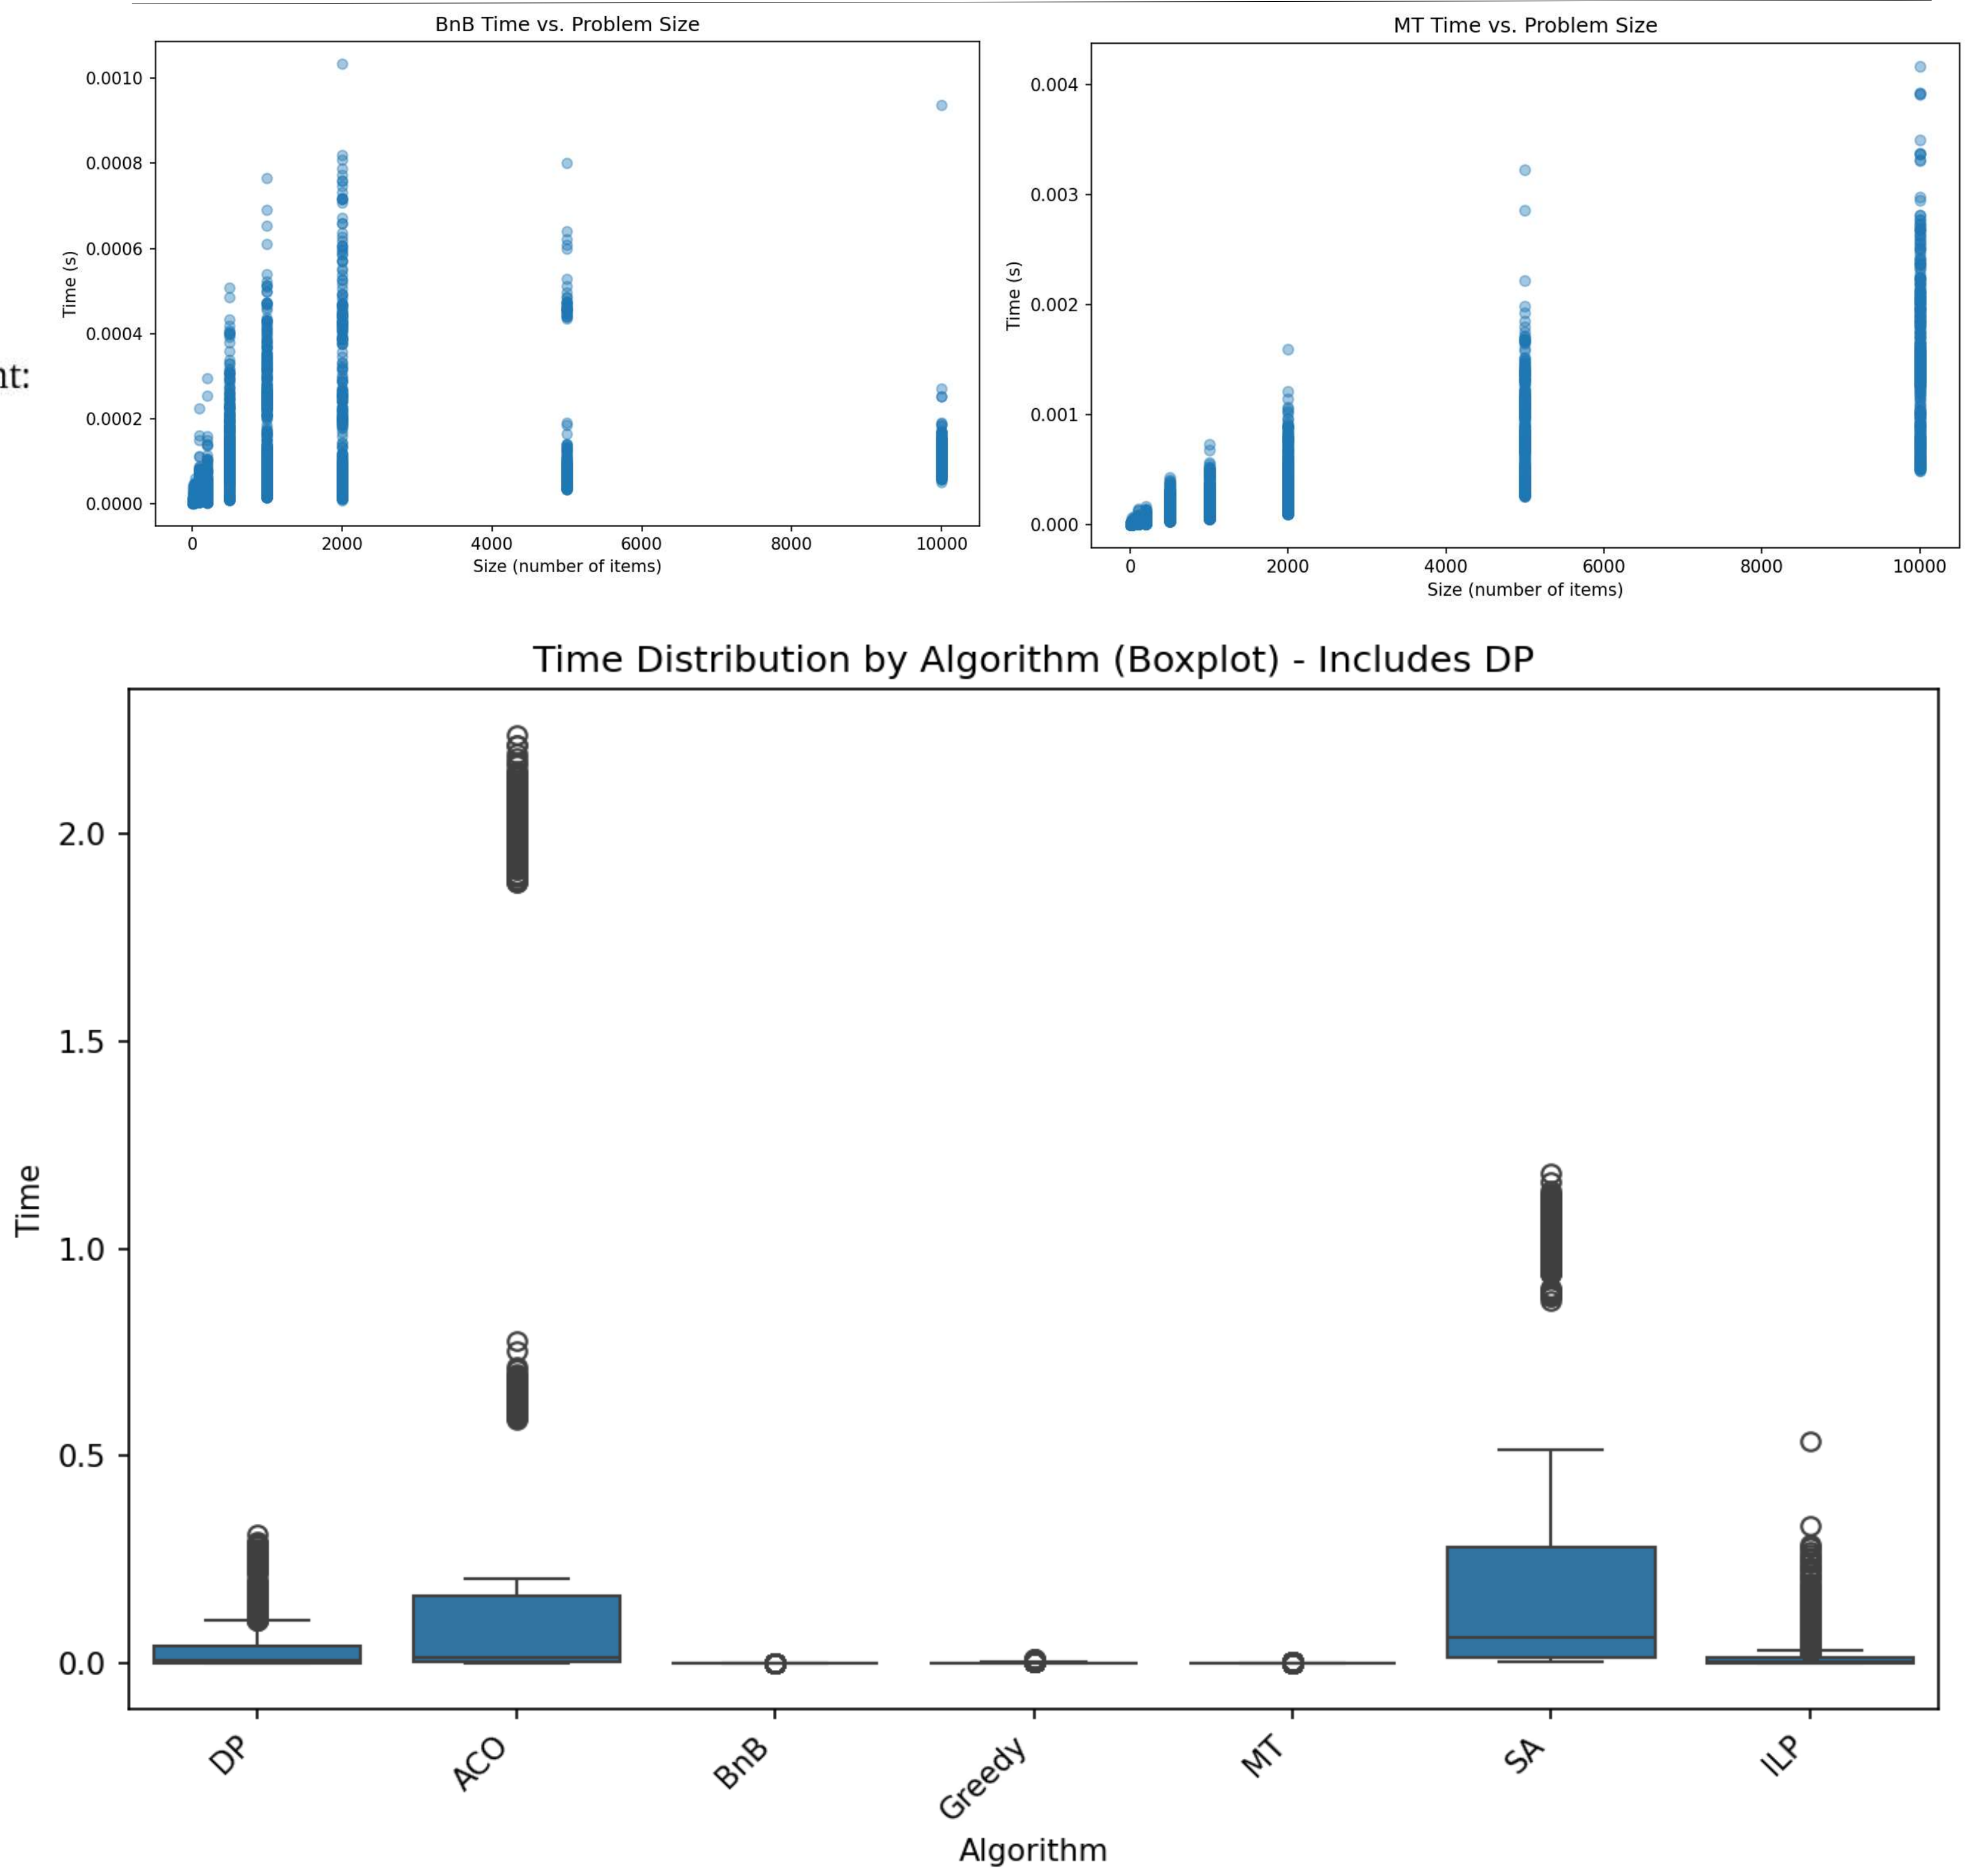 BnB Time vs. Problem Size
0.0010
0.0008
0.0006
0.0004
0.0002
0.0000
Time (s)
0 2000 4000 6000 8000 10000
Size (number of items)
MT Time vs. Problem Size
0.004
0.003
0.002
0.001
0.000
Time (s)
0 2000 4000 6000 8000 10000
Size (number of items)
nt:
Time Distribution by Algorithm (Boxplot) - Includes DP
2.0
1.5
1.0
0.5
0.0
Time
DP ACO BnB Greedy MT SA ILP
Algorithm